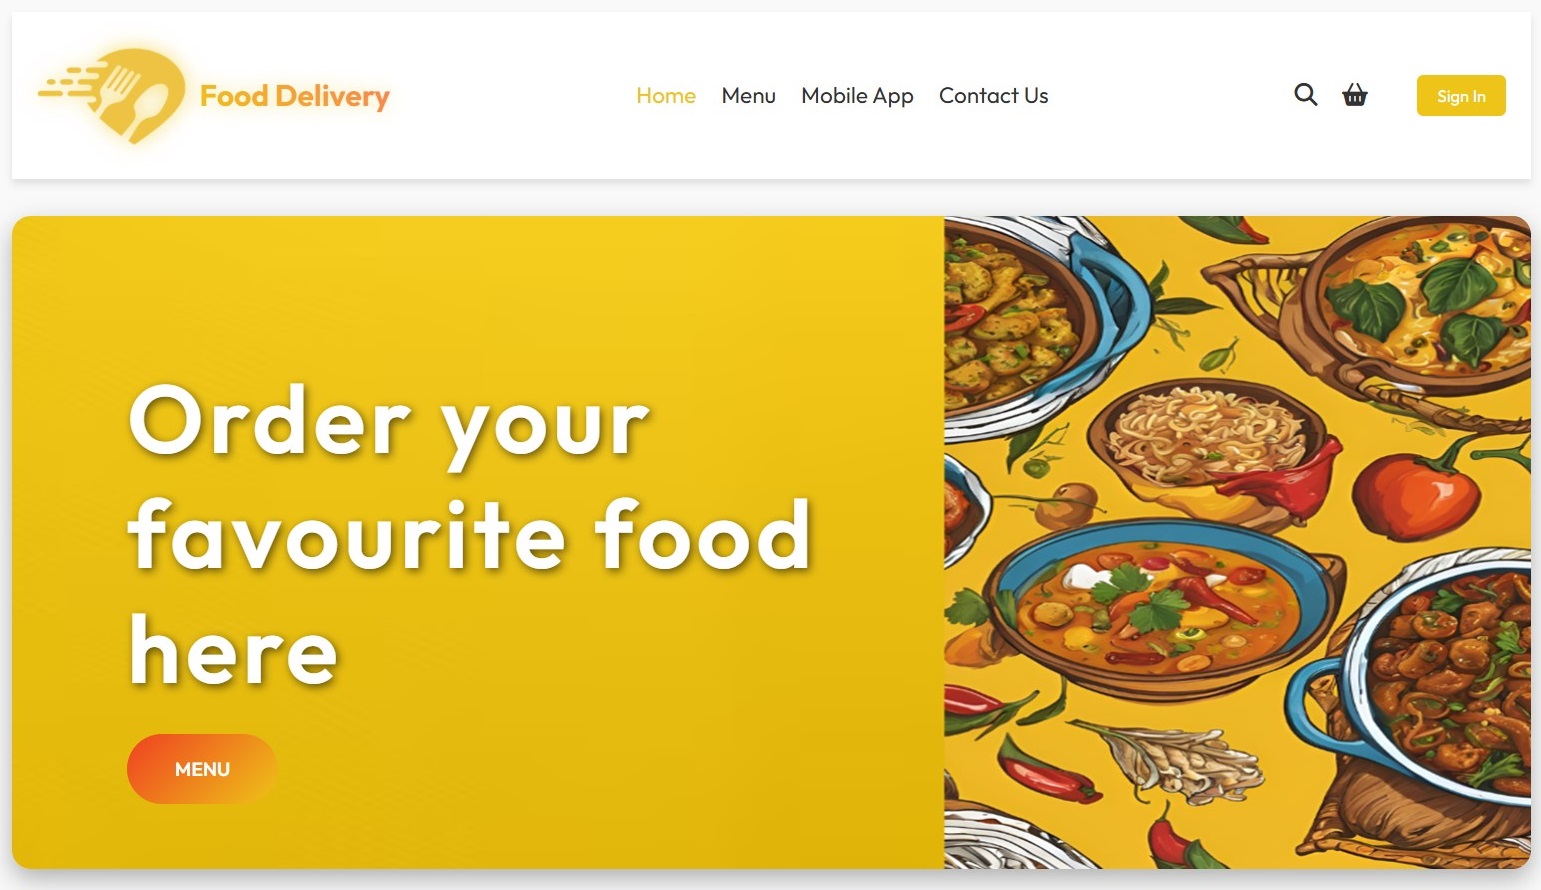 Food Delivery
Home Menu Mobile App Contact Us
Sign In
Order your
favourite food
here
MENU